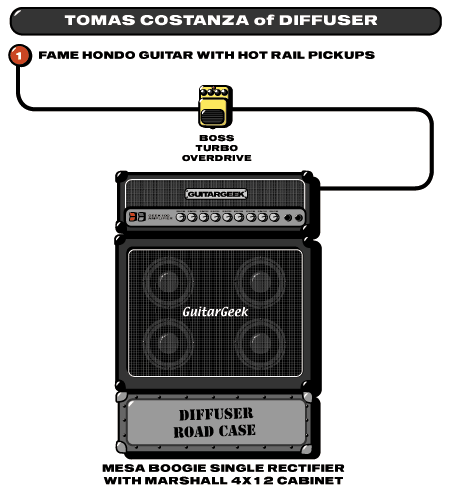 TOMAS COSTANZA of DIFFUSER
1 FAME HONDO GUITAR WITH HOT RAIL PICKUPS
BOSS
TURBO
OVERDRIVE
GUITARGEEK
GuitarGeek
DIFFUSER
ROAD CASE
MESA BOOGIE SINGLE RECTIFIER
WITH MARSHALL 4X12 CABINET